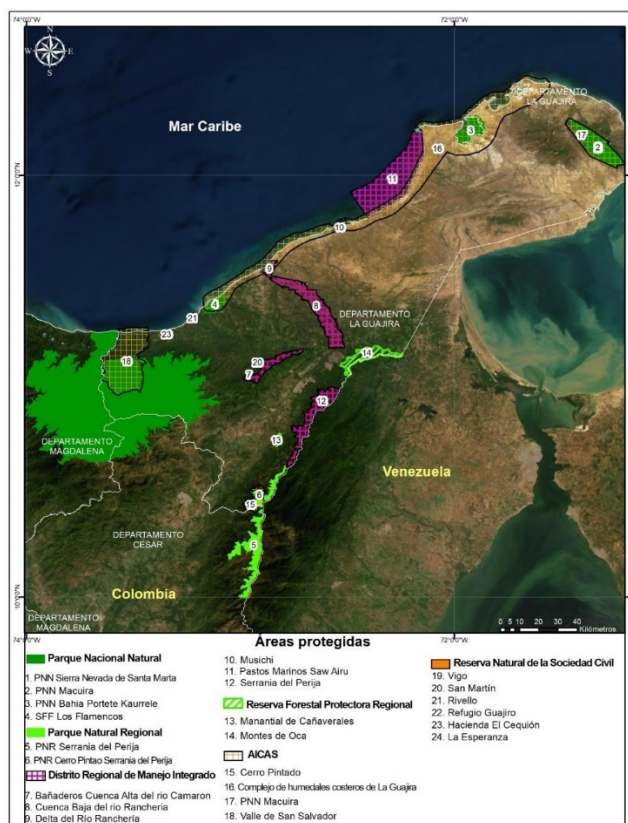 74°0'0"W
72°0'0"W
N
W E
S
DEPARTAMENTO
LA GUAJIRA
Mar Caribe
3
17
2
16
12°0'0"N
11
10
9
8
4
DEPARTAMENTO
LA GUAJIRA
21
23
14
18
20
7
12
DEPARTAMENTO
MAGDALENA
13
Venezuela
6
15
DEPARTAMENTO
CESAR
5
Colombia
10°0'0"N
DEPARTAMENTO
MAGDALENA
0 5 10 20 30 40
Kilómetros
74°0'0"W
72°0'0"W
Áreas protegidas
Parque Nacional Natural
1. PNN Sierra Nevada de Santa Marta
2. PNN Macuira
3. PNN Bahia Portete Kaurrele
4. SFF Los Flamencos
Parque Natural Regional
5. PNR Serrania del Perija
6. PNR Cerro Pintao Serrania del Perija
Distrito Regional de Manejo Integrado
7. Bañaderos Cuenca Alta del rio Camaron
8. Cuenca Baja del rio Rancheria
9. Delta del Río Ranchería
10. Musichi
11. Pastos Marinos Saw Airu
12. Serrania del Perija
Reserva Forestal Protectora Regional
13. Manantial de Cañaverales
14. Montes de Oca
AICAS
15. Cerro Pintado
16. Complejo de humedales costeros de La Guajira
17. PNN Macuira
18. Valle de San Salvador
Reserva Natural de la Sociedad Civil
19. Vigo
20. San Martín
21. Rivello
22. Refugio Guajiro
23. Hacienda El Cequión
24. La Esperanza